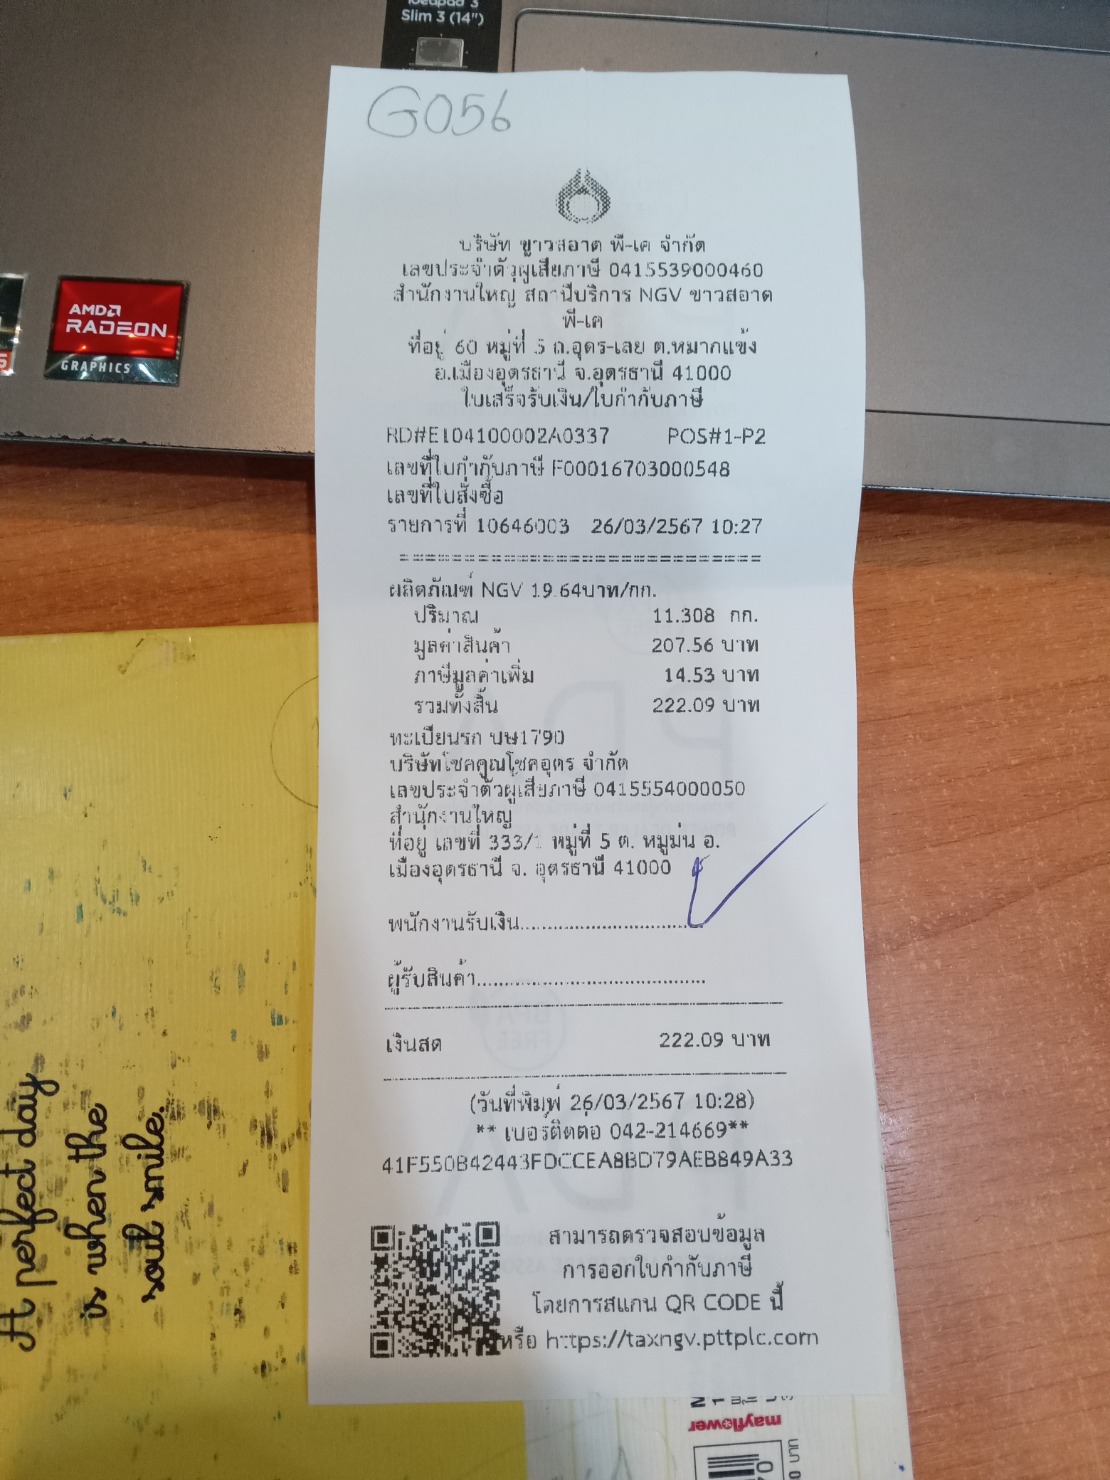 ideapad 3
Slim 3 (14")
G056
AMD
RADEON
GRAPHICS
5
บริษัท ขาวสอาด พี-เค จำกัด
เลขประจำตัวผู้เสียภาษี 0415539000460
สำนักงานใหญ่ สถานีบริการ NGV ขาวสอาด
พี-เค
ที่อยู่ 60 หมู่ที่ 5 ถ.อุดร-เลย ต.หมากแข้ง
อ.เมืองอุดรธานี จ.อุดรธานี 41000
ใบเสร็จรับเงิน/ใบกำกับภาษี
RD#E104100002A0337 POS#1-P2
เลขที่ใบกำกับภาษี F00016703000548
เลขที่ใบสั่งซื้อ
รายการที่ 10646003 26/03/2567 10:27
ผลิตภัณฑ์ NGV 19.64บาท/กก.
ปริมาณ 11.308 กก.
มูลค่าสินค้า 207.56 บาท
ภาษีมูลค่าเพิ่ม 14.53 บาท
รวมทั้งสิ้น 222.09 บาท
ทะเบียนรถ บษ1790
บริษัทโชคคูณโชคอุดร จำกัด
เลขประจำตัวผู้เสียภาษี 0415554000050
สำนักงานใหญ่
ที่อยู่ เลขที่ 333/1 หมู่ที่ 5 ต. หมูม่น อ.
เมืองอุดรธานี จ. อุดรธานี 41000
พนักงานรับเงิน..............................
ผู้รับสินค้า.....................................
เงินสด 222.09 บาท
(วันที่พิมพ์ 26/03/2567 10:28)
** เบอร์ติดต่อ 042-214669**
41F550B42443FDCCEA8BD79AEB849A33
สามารถตรวจสอบข้อมูล
การออกใบกำกับภาษี
โดยการสแกน QR CODE นี้
หรือ https://taxngv.pttplc.com
A perfect day
is when the
soul smile.
mayflower